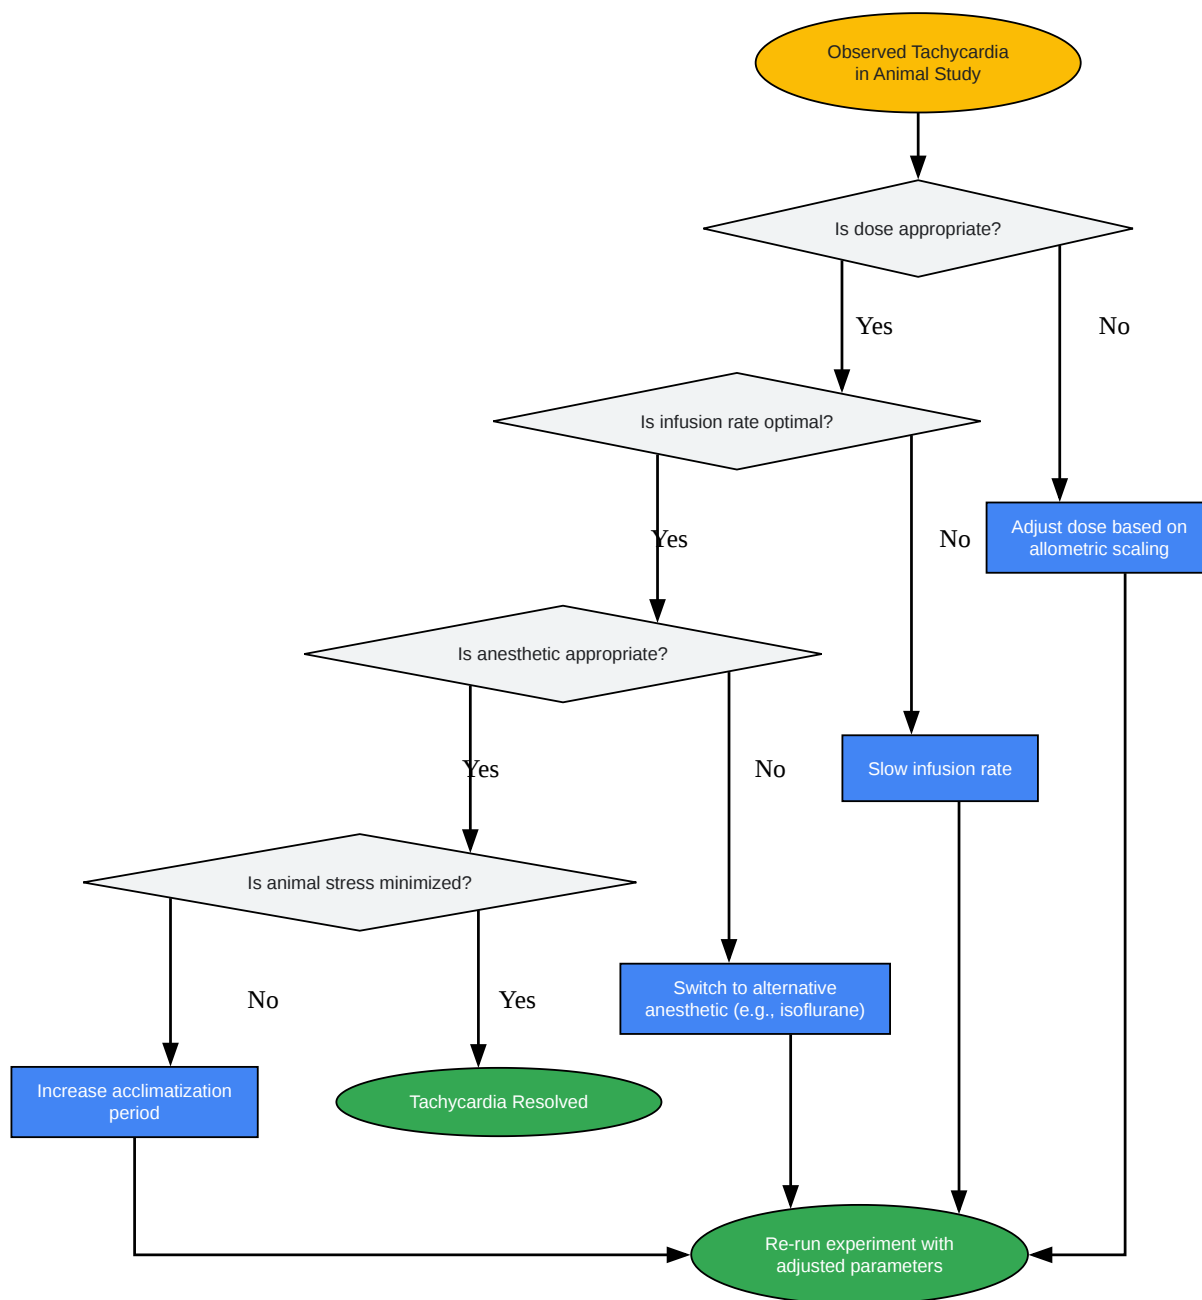 Observed Tachycardia
in Animal Study
Is dose appropriate?
Yes
No
Is infusion rate optimal?
Adjust dose based on
allometric scaling
Yes
No
Is anesthetic appropriate?
Yes
No
Slow infusion rate
Is animal stress minimized?
No
Yes
Switch to alternative
anesthetic (e.g., isoflurane)
Increase acclimatization
period
Tachycardia Resolved
Re-run experiment with
adjusted parameters